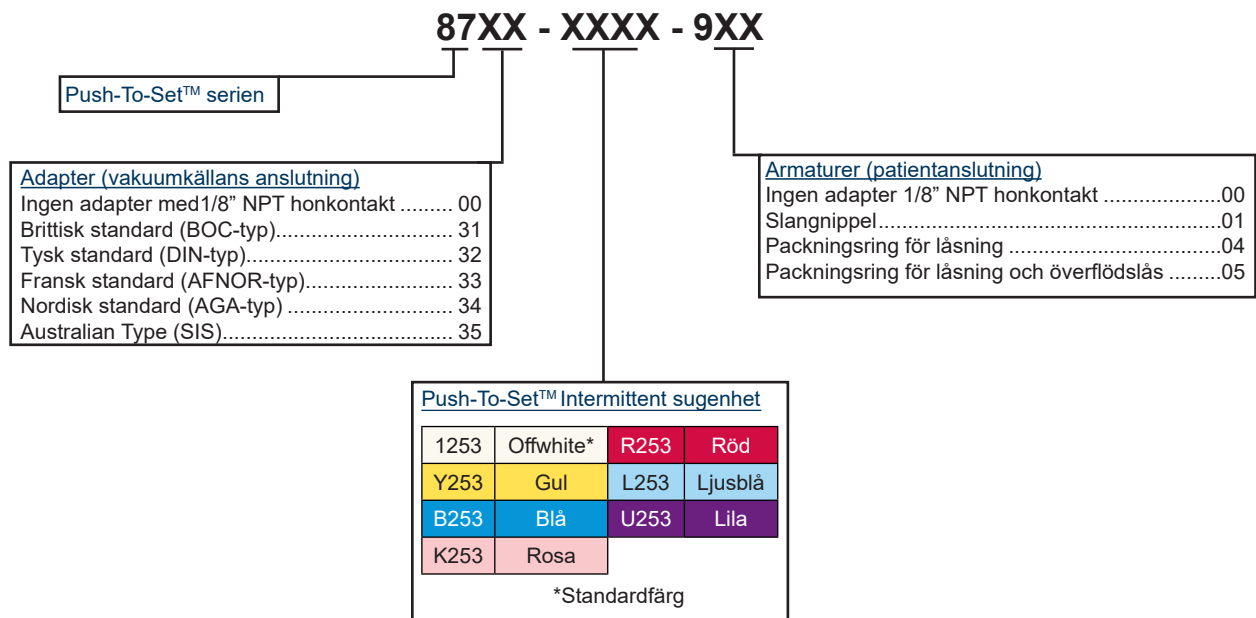 87XX - XXXX - 9XX
Push-To-Set™ serien
Adapter (vakuumkällans anslutning)
Ingen adapter med1/8” NPT honkontakt ......... 00
Brittisk standard (BOC-typ)............................ 31
Tysk standard (DIN-typ)................................. 32
Fransk standard (AFNOR-typ)....................... 33
Nordisk standard (AGA-typ) .......................... 34
Australian Type (SIS)..................................... 35
Armaturer (patientanslutning)
Ingen adapter 1/8” NPT honkontakt ...................00
Slangnippel.........................................................01
Packningsring för låsning ..................................04
Packningsring för låsning och överflödslås ........05
Push-To-Set™ Intermittent sugenhet
1253 Offwhite* R253 Röd
Y253 Gul L253 Ljusblå
B253 Blå U253 Lila
K253 Rosa
*Standardfärg